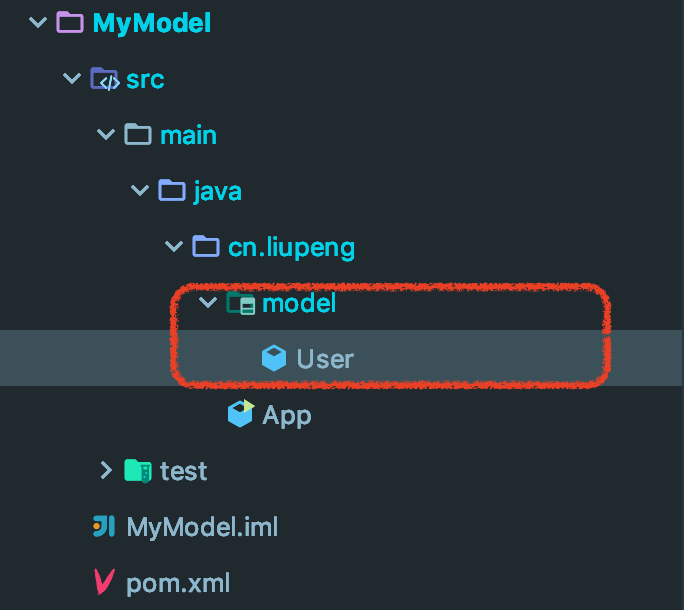 MyModel
src
main
java
cn.liupeng
model
User
App
test
MyModel.iml
pom.xml